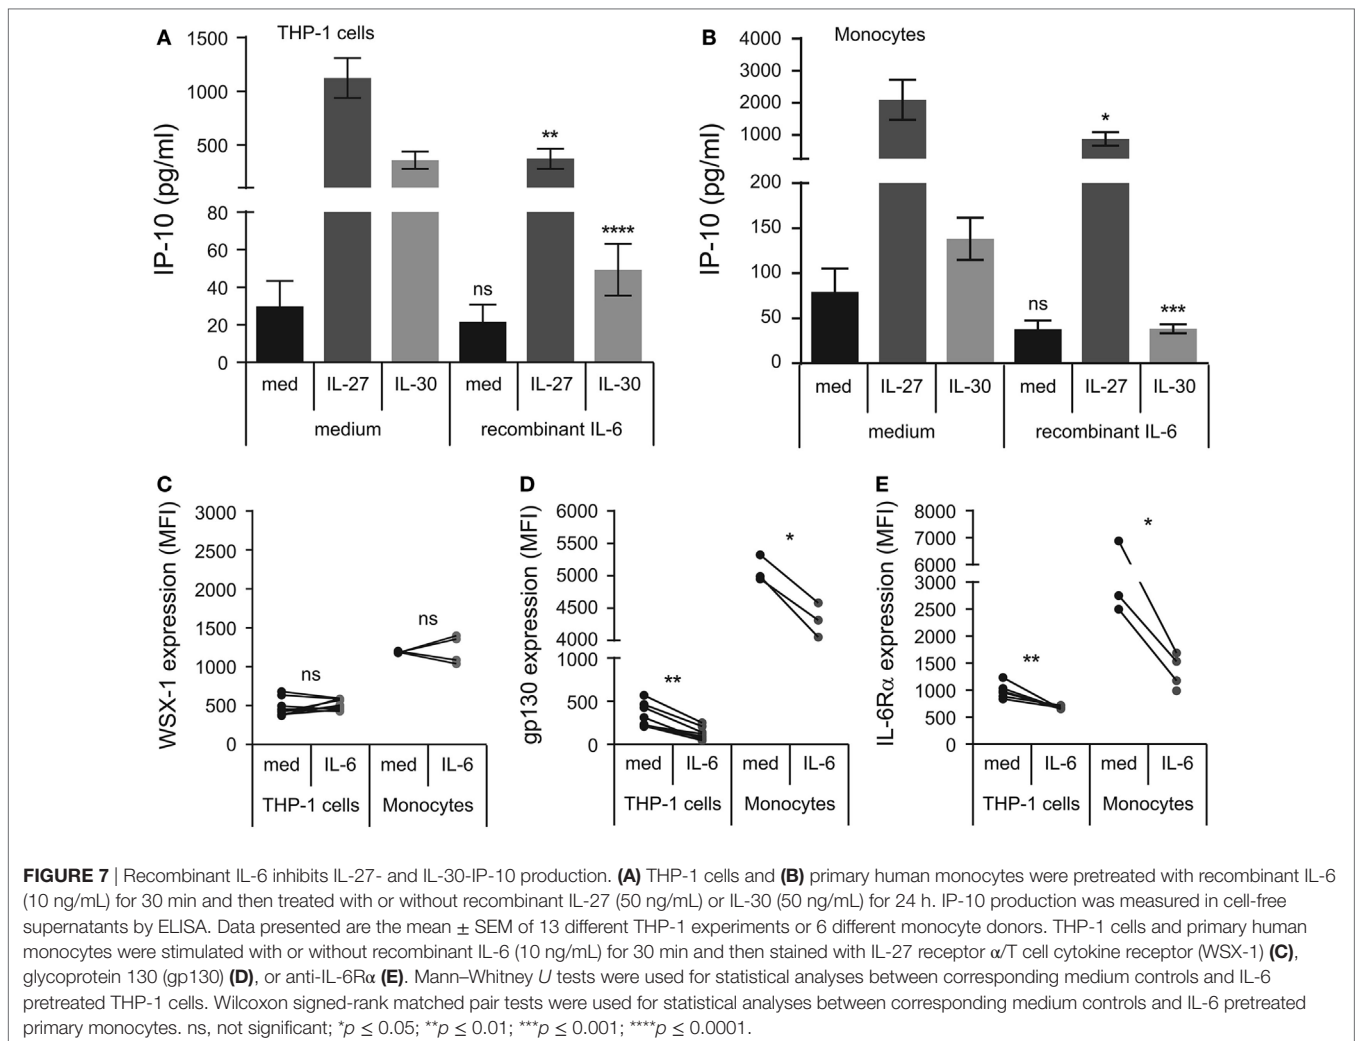 A
THP-1 cells
IP-10 (pg/ml)
1500
1000
500
80
60
40
20
0
ns
**
****
med IL-27 IL-30 med IL-27 IL-30
medium recombinant IL-6
B
Monocytes
IP-10 (pg/ml)
4000
3000
2000
1000
200
150
100
50
0
ns
*
***
med IL-27 IL-30 med IL-27 IL-30
medium recombinant IL-6
C
WSX-1 expression (MFI)
3000
2500
2000
1500
1000
500
0
ns
ns
med IL-6 med IL-6
THP-1 cells Monocytes
D
gp130 expression (MFI)
6000
5500
5000
4500
4000
1000
500
0
**
*
med IL-6 med IL-6
THP-1 cells Monocytes
E
IL-6Rα expression (MFI)
8000
7000
6000
3000
2500
2000
1500
1000
500
0
**
*
med IL-6 med IL-6
THP-1 cells Monocytes
FIGURE 7 | Recombinant IL-6 inhibits IL-27- and IL-30-IP-10 production. (A) THP-1 cells and (B) primary human monocytes were pretreated with recombinant IL-6
(10 ng/mL) for 30 min and then treated with or without recombinant IL-27 (50 ng/mL) or IL-30 (50 ng/mL) for 24 h. IP-10 production was measured in cell-free
supernatants by ELISA. Data presented are the mean ± SEM of 13 different THP-1 experiments or 6 different monocyte donors. THP-1 cells and primary human
monocytes were stimulated with or without recombinant IL-6 (10 ng/mL) for 30 min and then stained with IL-27 receptor α/T cell cytokine receptor (WSX-1) (C),
glycoprotein 130 (gp130) (D), or anti-IL-6Rα (E). Mann–Whitney U tests were used for statistical analyses between corresponding medium controls and IL-6
pretreated THP-1 cells. Wilcoxon signed-rank matched pair tests were used for statistical analyses between corresponding medium controls and IL-6 pretreated
primary monocytes. ns, not significant; *p ≤ 0.05; **p ≤ 0.01; ***p ≤ 0.001; ****p ≤ 0.0001.